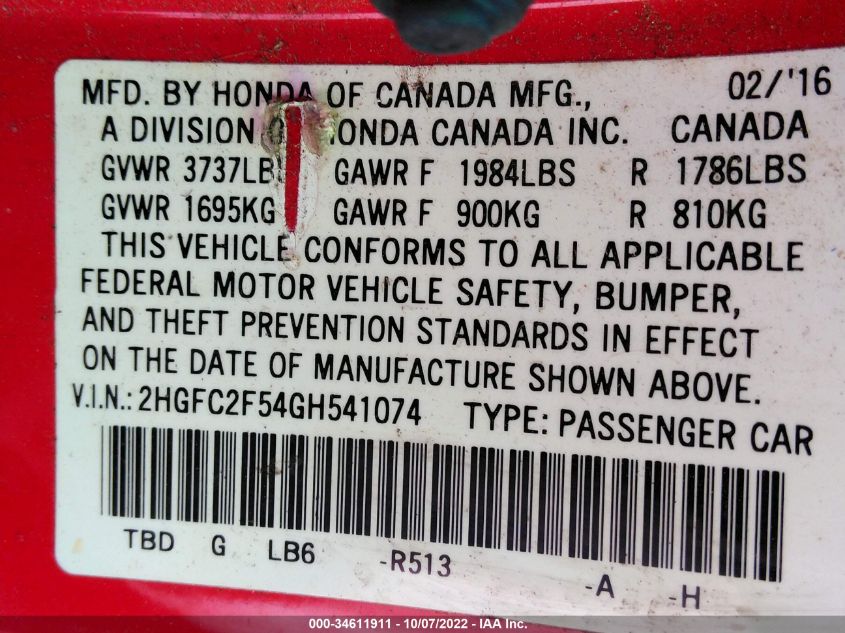 MFD. BY HONDA OF CANADA MFG., 02/'16
A DIVISION HONDA CANADA INC. CANADA
GVWR 3737LB GAWR F 1984LBS R 1786LBS
GVWR 1695KG GAWR F 900KG R 810KG
THIS VEHICLE CONFORMS TO ALL APPLICABLE
FEDERAL MOTOR VEHICLE SAFETY, BUMPER,
AND THEFT PREVENTION STANDARDS IN EFFECT
ON THE DATE OF MANUFACTURE SHOWN ABOVE.
V.I.N.: 2HGFC2F54GH541074 TYPE: PASSENGER CAR
TBD G LB6 -R513 -A -H
000-34611911 - 10/07/2022 - IAA Inc.